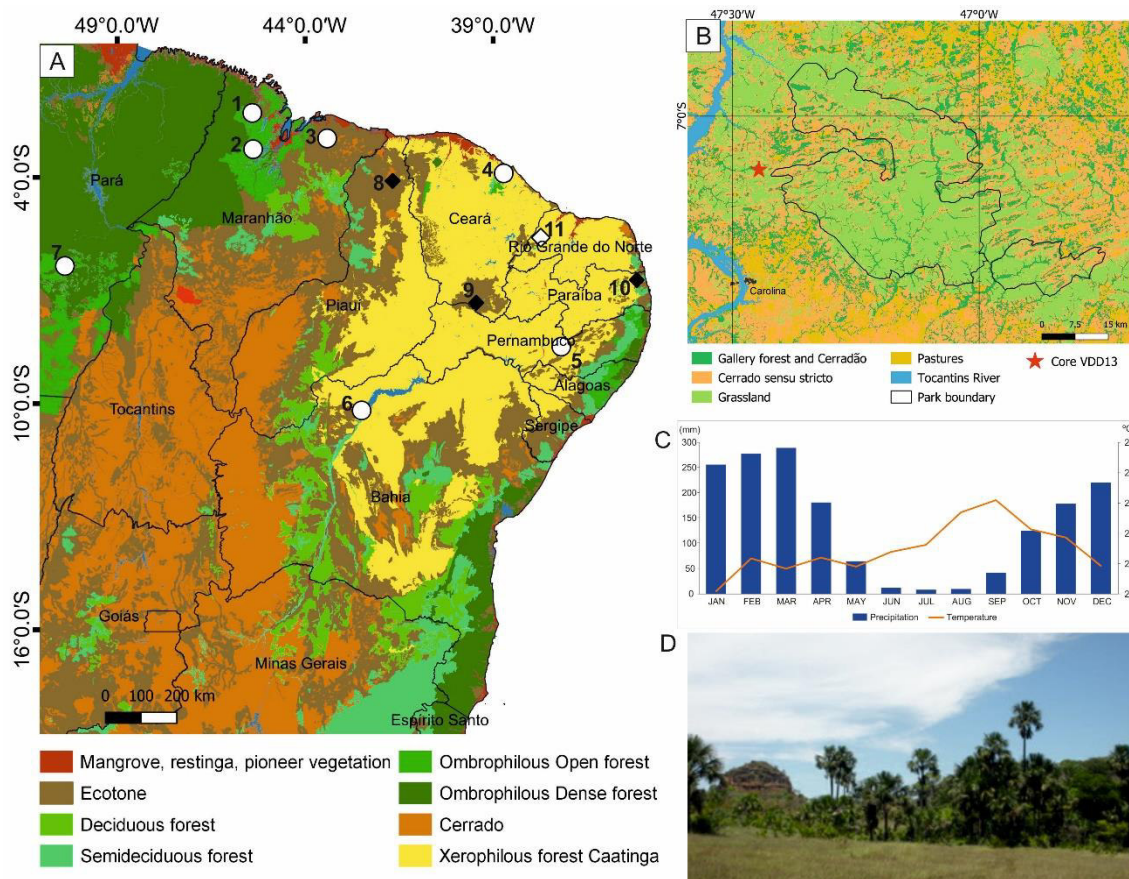 49°0.0'W
44°0.0'W
39°0.0'W
A
4°0.0'S
10°0.0'S
16°0.0'S
1
2
3
4
8
Pará
Maranhão
Ceará
11
Rio Grande do Norte
7
Piauí
9
Paraíba
10
Pernambuco
5
Alagoas
Tocantins
6
Sergipe
Bahia
Goiás
Minas Gerais
0 100 200 km
Espírito Santo
Mangrove, restinga, pioneer vegetation
Ecotone
Deciduous forest
Semideciduous forest
Ombrophilous Open forest
Ombrophilous Dense forest
Cerrado
Xerophilous forest Caatinga
47°30'W
47°0'W
B
7°0'S
Carolina
0 7,5 15 km
Gallery forest and Cerradão
Cerrado sensu stricto
Grassland
Pastures
Tocantins River
Park boundary
Core VDD13
C
(mm)
300
250
200
150
100
50
0
JAN FEB MAR APR MAY JUN JUL AUG SEP OCT NOV DEC
Precipitation Temperature
D